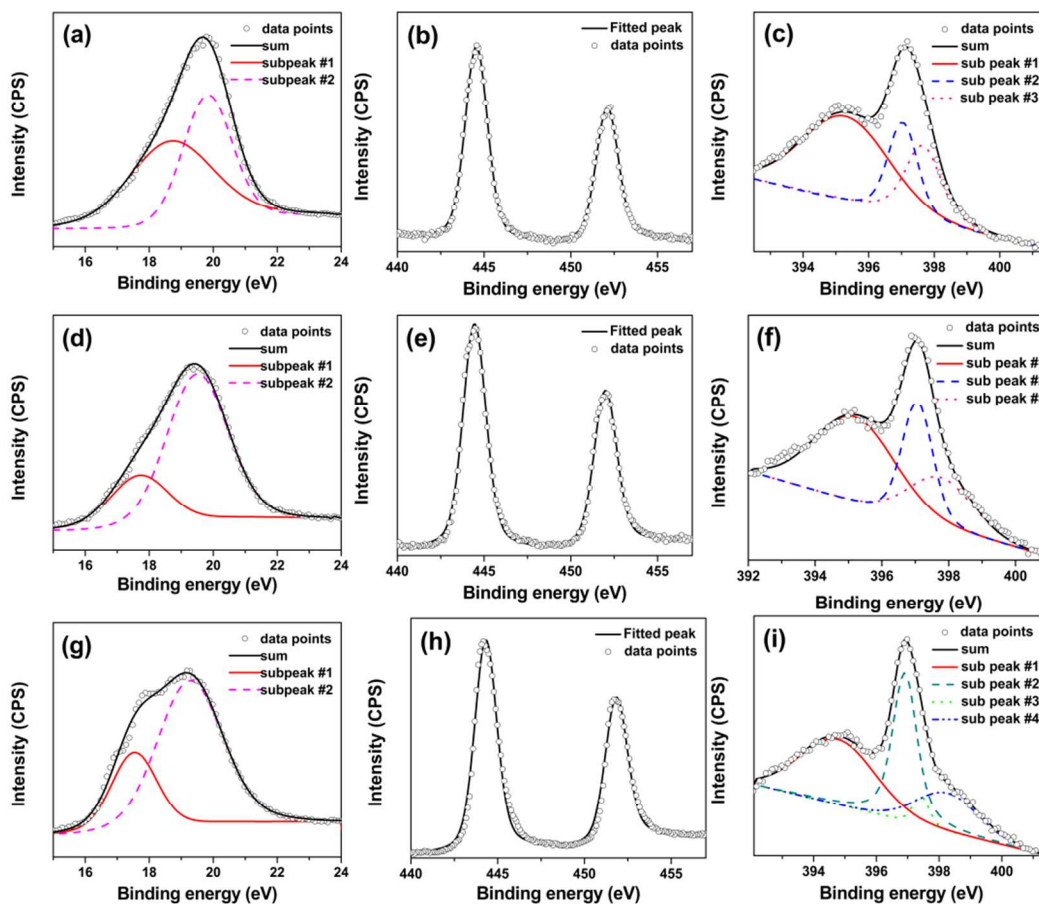 (a)
data points
sum
subpeak #1
subpeak #2
Intensity (CPS)
16 18 20 22 24
Binding energy (eV)
(b)
Fitted peak
data points
Intensity (CPS)
440 445 450 455
Binding energy (eV)
(c)
data points
sum
sub peak #1
sub peak #2
sub peak #3
Intensity (CPS)
394 396 398 400
Binding energy (eV)
(d)
data points
sum
subpeak #1
subpeak #2
Intensity (CPS)
16 18 20 22 24
Binding energy (eV)
(e)
Fitted peak
data points
Intensity (CPS)
440 445 450 455
Binding energy (eV)
(f)
data points
sum
sub peak #
sub peak #
sub peak #
Intensity (CPS)
392 394 396 398 400
Binding energy (eV)
(g)
data points
sum
subpeak #1
subpeak #2
Intensity (CPS)
16 18 20 22 24
Binding energy (eV)
(h)
Fitted peak
data points
Intensity (CPS)
440 445 450 455
Binding energy (eV)
(i)
data points
sum
sub peak #1
sub peak #2
sub peak #3
sub peak #4
Intensity (CPS)
394 396 398 400
Binding energy (eV)